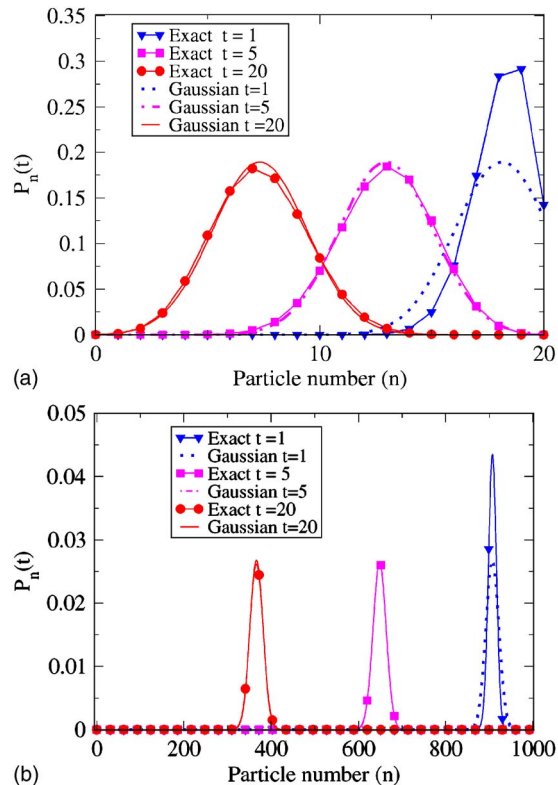 0.35
0.3
0.25
0.2
0.15
0.1
0.05
0
Pn(t)
Exact t = 1
Exact t = 5
Exact t = 20
Gaussian t=1
Gaussian t=5
Gaussian t =20
0 10 20
(a) Particle number (n)
0.05
0.04
0.03
0.02
0.01
0
Pn(t)
Exact t =1
Gaussian t=1
Exact t = 5
Gaussian t=5
Exact t =20
Gaussian t=20
0 200 400 600 800 1000
(b) Particle number (n)